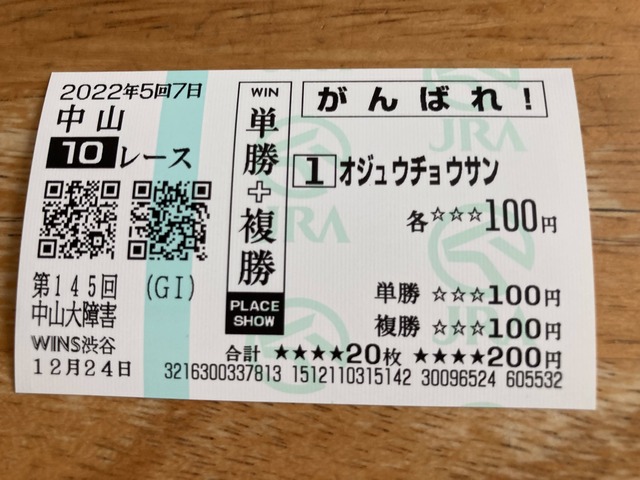 2022年5回7日
中山
10レース
第145回
(GI)
中山大障害
WINS渋谷
12月24日
WIN
単勝+複勝
PLACE
SHOW
がんばれ!
1 オジュウチョウサン
各☆☆☆100円
単勝 ☆☆☆100円
複勝 ☆☆☆100円
合計 ★★★★20枚 ★★★★200円
3216300337813 1512110315142 30096524 605532
JRA
JRA
JRA